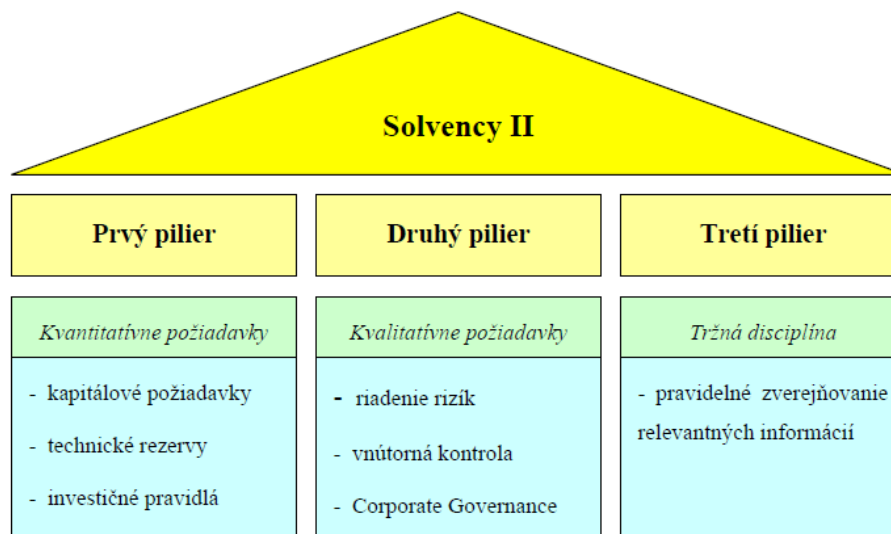 Solvency II
Prvý pilier
Druhý pilier
Tretí pilier
Kvantitatívne požiadavky
- kapitálové požiadavky
- technické rezervy
- investičné pravidlá
Kvalitatívne požiadavky
- riadenie rizík
- vnútorná kontrola
- Corporate Governance
Tržná disciplína
- pravidelné zverejňovanie
relevantných informácií